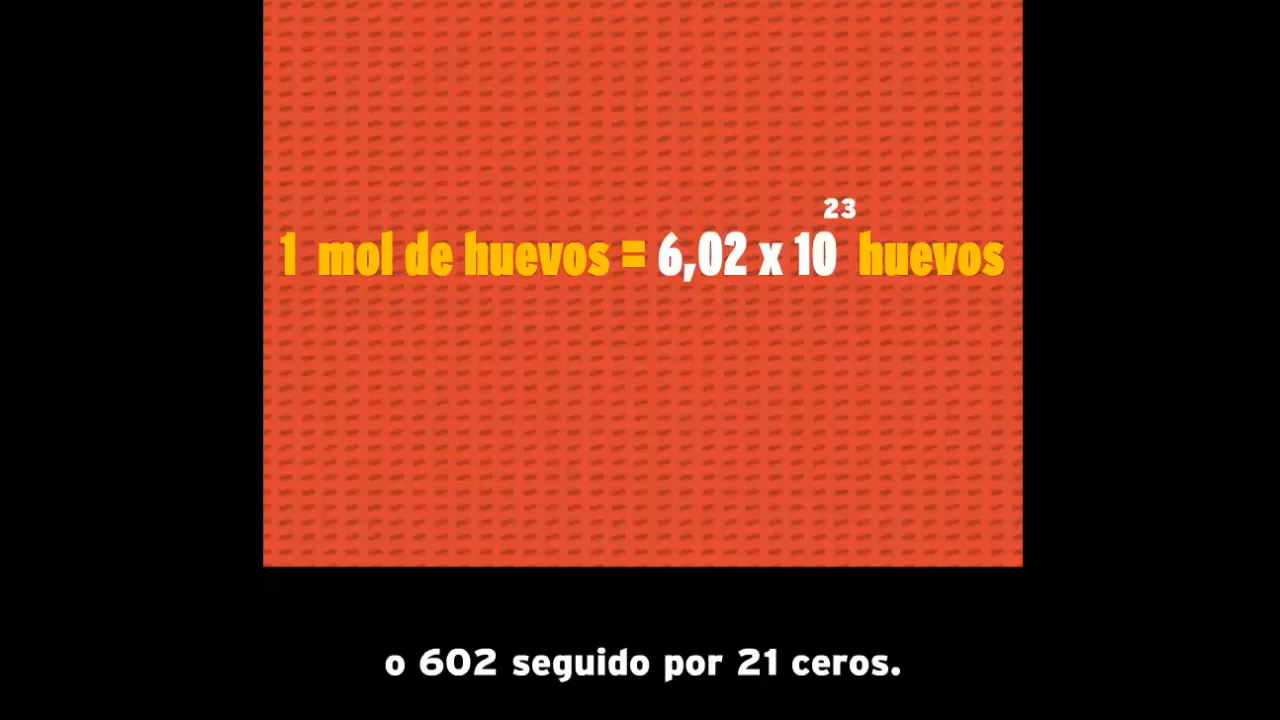 1 mol de huevos = 6,02 x 10²³ huevos
o 602 seguido por 21 ceros.